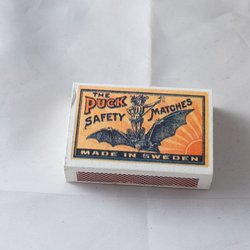 THE
PUCK
SAFETY MATCHES
MADE IN SWEDEN